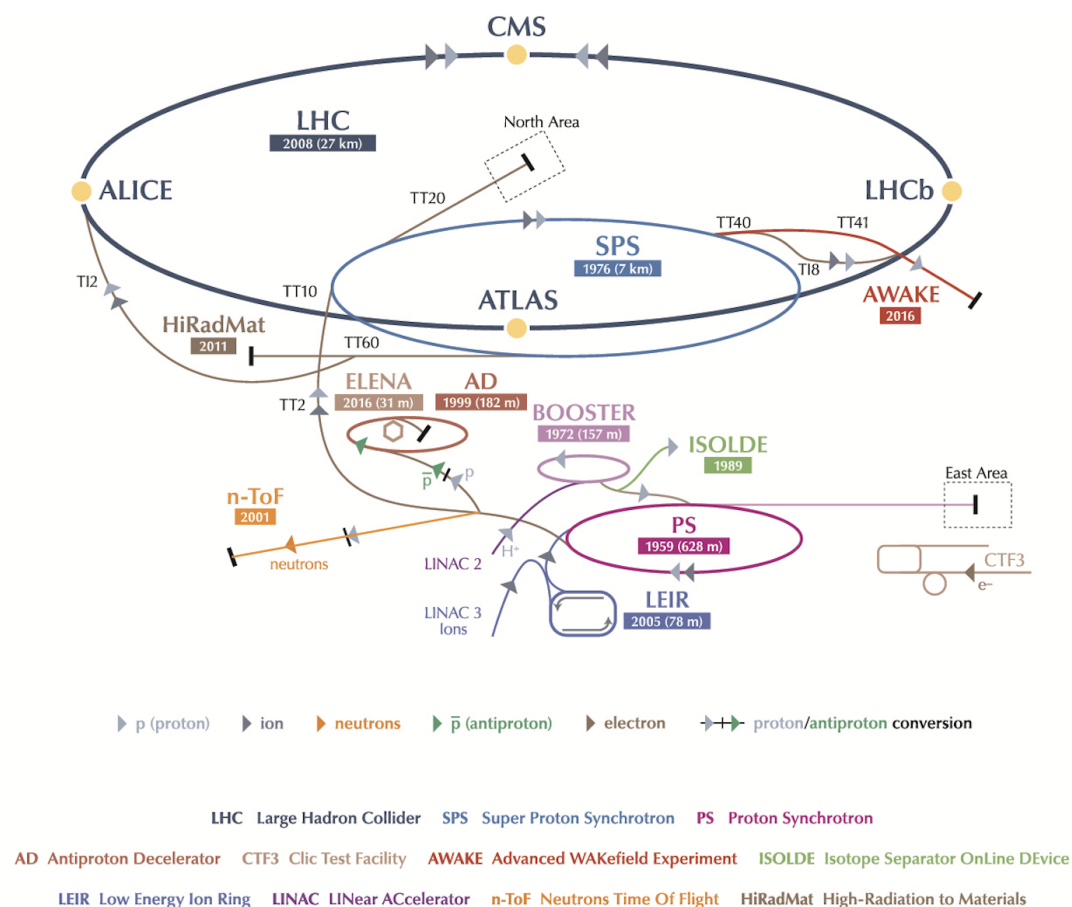 CMS
LHC
2008 (27 km)
North Area
ALICE
LHCb
TT20
TT40
TT41
SPS
1976 (7 km)
TI8
TI2
TT10
ATLAS
AWAKE
2016
HiRadMat
2011
TT60
ELENA
2016 (31 m)
AD
1999 (182 m)
TT2
BOOSTER
1972 (157 m)
ISOLDE
1989
p
p̅
East Area
n-ToF
2001
PS
1959 (628 m)
neutrons
LINAC 2
H⁺
CTF3
e–
LEIR
2005 (78 m)
LINAC 3
Ions
p (proton)
ion
neutrons
p̅ (antiproton)
electron
proton/antiproton conversion
LHC Large Hadron Collider SPS Super Proton Synchrotron PS Proton Synchrotron
AD Antiproton Decelerator CTF3 Clic Test Facility AWAKE Advanced WAKefield Experiment ISOLDE Isotope Separator OnLine DEvice
LEIR Low Energy Ion Ring LINAC LINear ACcelerator n-ToF Neutrons Time Of Flight HiRadMat High-Radiation to Materials